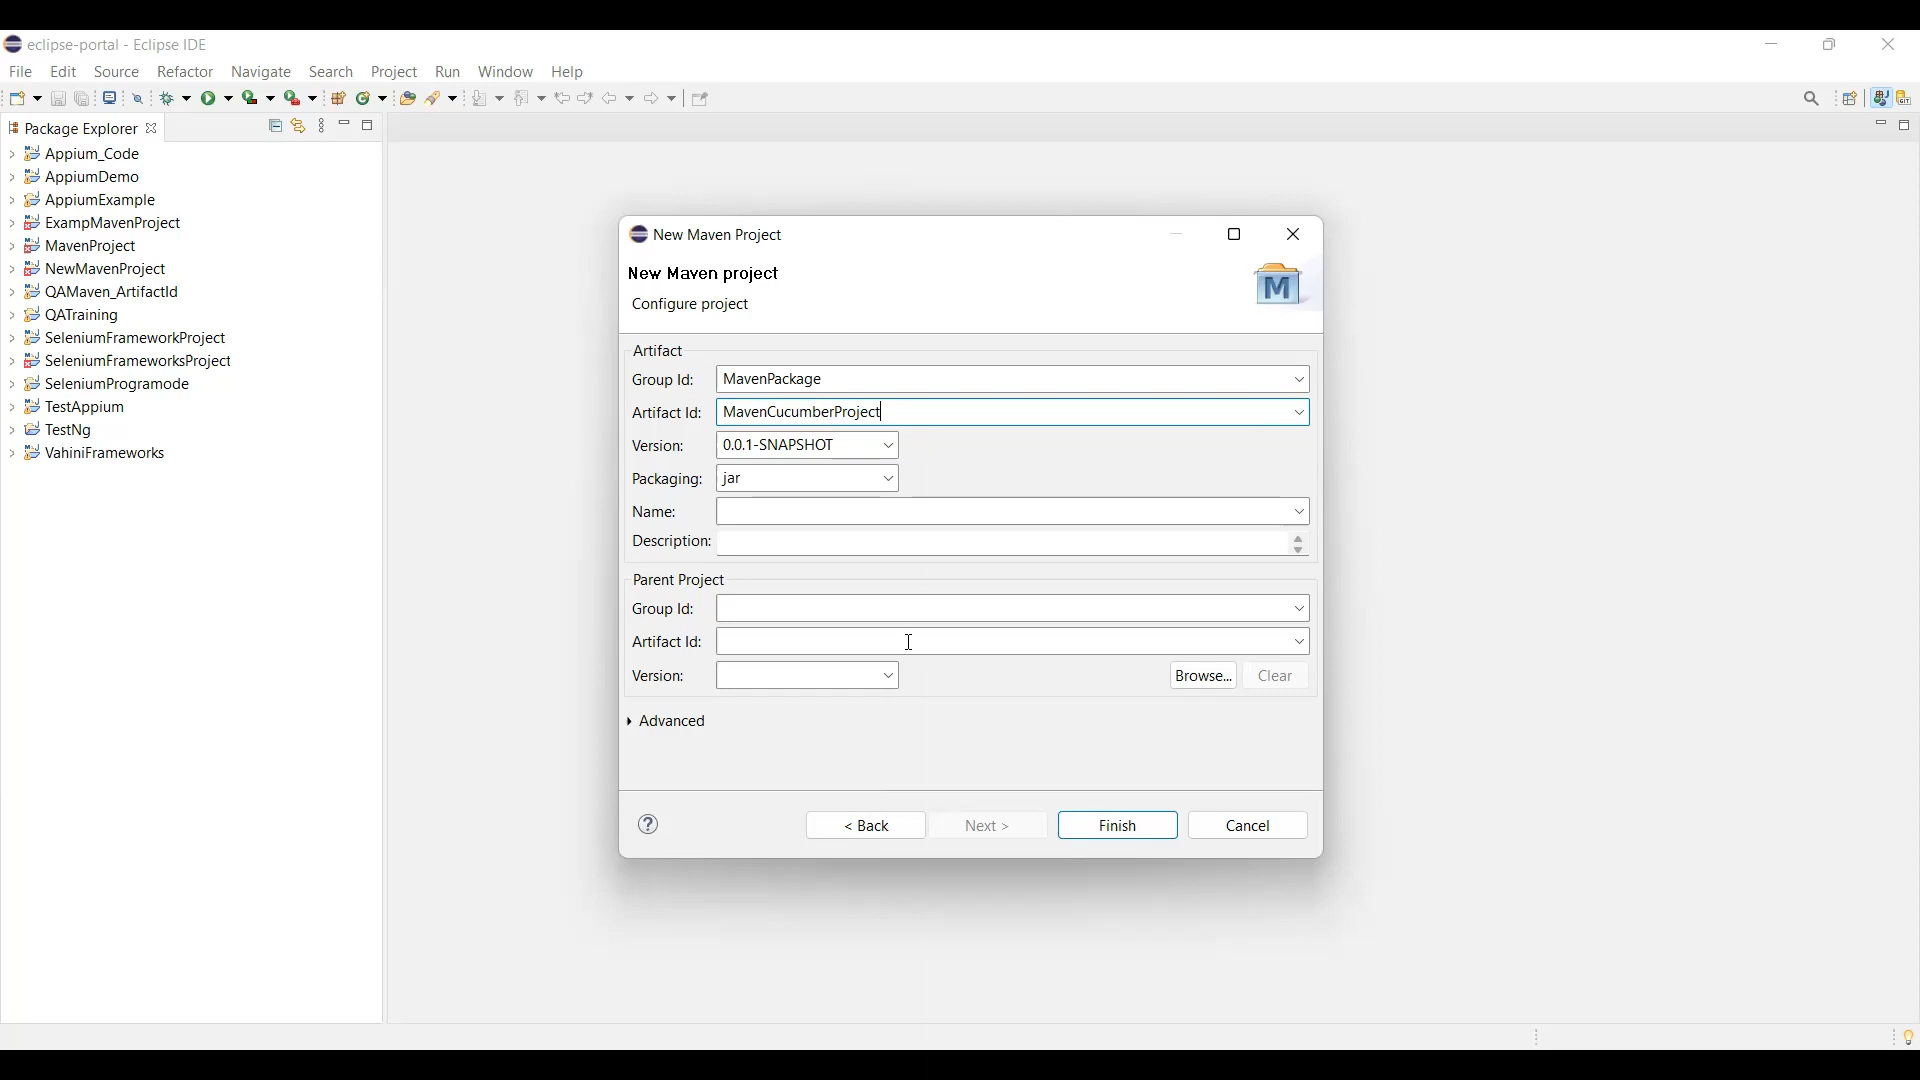 eclipse-portal - Eclipse IDE
File Edit Source Refactor Navigate Search Project Run Window Help
Package Explorer
Appium_Code
AppiumDemo
AppiumExample
ExampMavenProject
MavenProject
NewMavenProject
QAMaven_ArtifactId
QATraining
SeleniumFrameworkProject
SeleniumFrameworksProject
SeleniumProgramode
TestAppium
TestNg
VahiniFrameworks
New Maven Project
New Maven project
Configure project
M
Artifact
Group Id: MavenPackage
Artifact Id: MavenCucumberProject
Version: 0.0.1-SNAPSHOT
Packaging: jar
Name:
Description:
Parent Project
Group Id:
Artifact Id:
Version: Browse... Clear
Advanced
? < Back Next > Finish Cancel